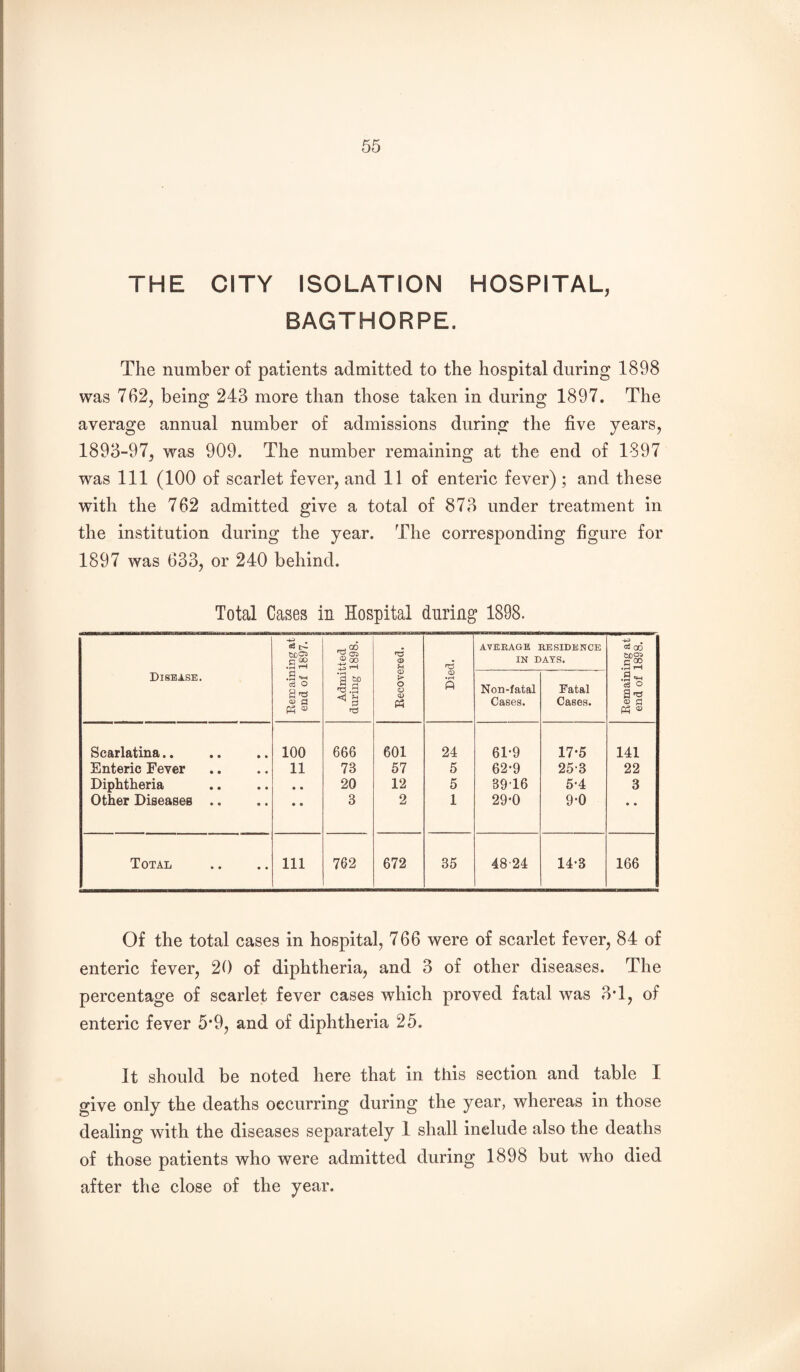 55
THE CITY ISOLATION HOSPITAL,
BAGTHORPE.
The number of patients admitted to the hospital during 1898
was 762, being 243 more than those taken in during 1897. The
average annual number of admissions during the five years,
1893-97, was 909. The number remaining at the end of 1897
was 111 (100 of scarlet fever, and 11 of enteric fever) ; and these
with the 762 admitted give a total of 873 under treatment in
the institution during the year. The corresponding figure for
1897 was 633, or 240 behind.
Total Cases in Hospital during 1898.
DISEASE. Remaining at end of 1897. Admitted during 1898. Recovered. Died. AVERAGE RESIDENCE IN DAYS. Remaining at end of 1898.
Non-fatal Cases. Fatal Cases.
Scarlatina.. .. .. 100 666 601 24 61·9 17·5 141
Enteric Fever .. .. 11 73 57 5 62·9 25·3 22
Diphtheria .. .. .. 20 12 5 39·16 5·4 3
Other Diseases .. .. .. 3 2 1 29·0 9·0 ..
TOTAL .. .. 111 762 672 35 48·24 14·3 166
Of the total cases in hospital, 766 were of scarlet fever, 84 of
enteric fever, 20 of diphtheria, and 3 of other diseases. The
percentage of scarlet fever cases which proved fatal was 3·1, of
enteric fever 5·9, and of diphtheria 25.
It should be noted here that in this section and table I
give only the deaths occurring during the year, whereas in those
dealing with the diseases separately I shall include also the deaths
of those patients who were admitted during 1898 but who died
after the close of the year.